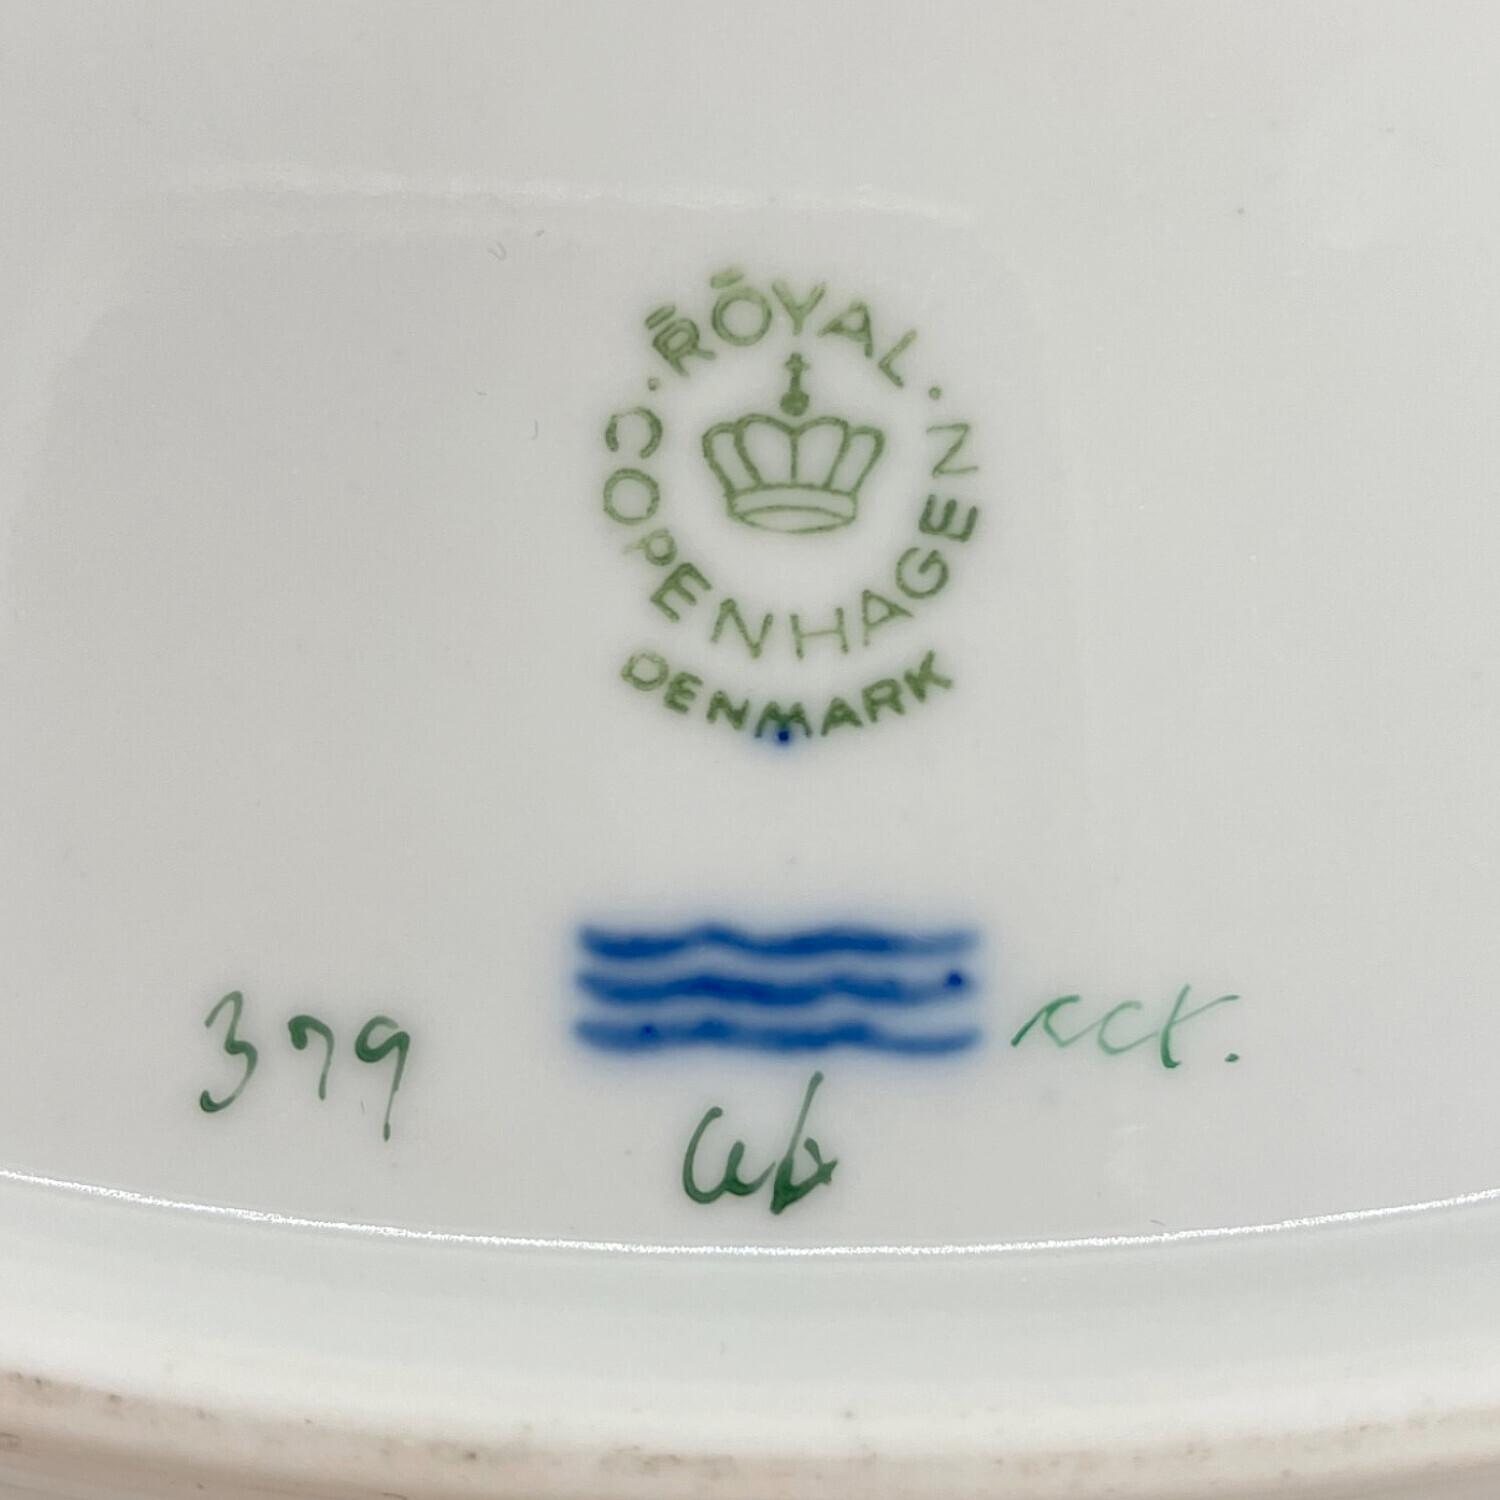 ROYAL
COPENHAGEN
DENMARK
379